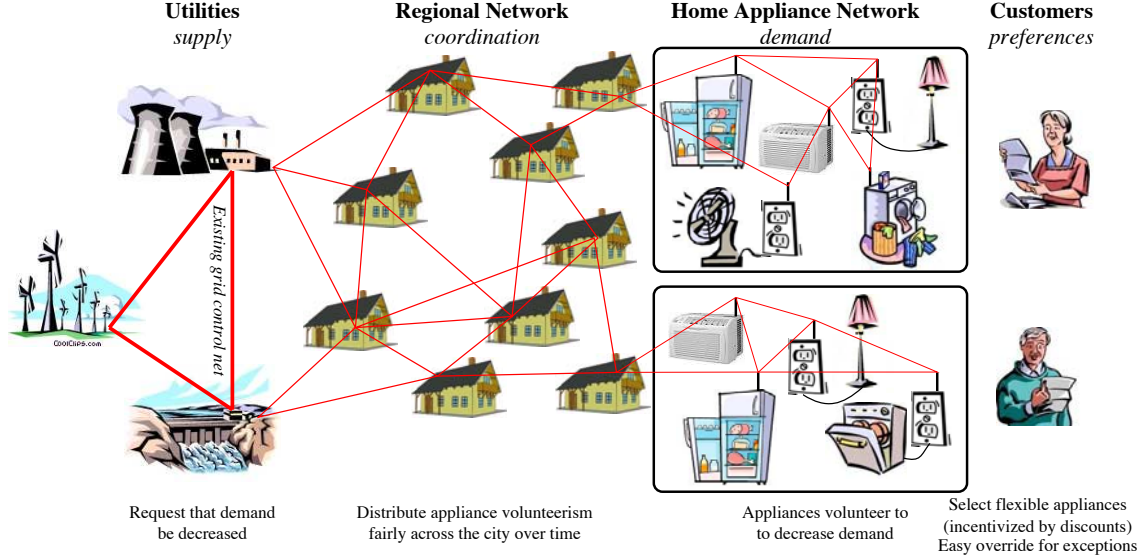 Utilities
supply
Regional Network
coordination
Home Appliance Network
demand
Customers
preferences
Existing grid control net
COOLCLIPS.com
Request that demand
be decreased
Distribute appliance volunteerism
fairly across the city over time
Appliances volunteer to
to decrease demand
Select flexible appliances
(incentivized by discounts)
Easy override for exceptions